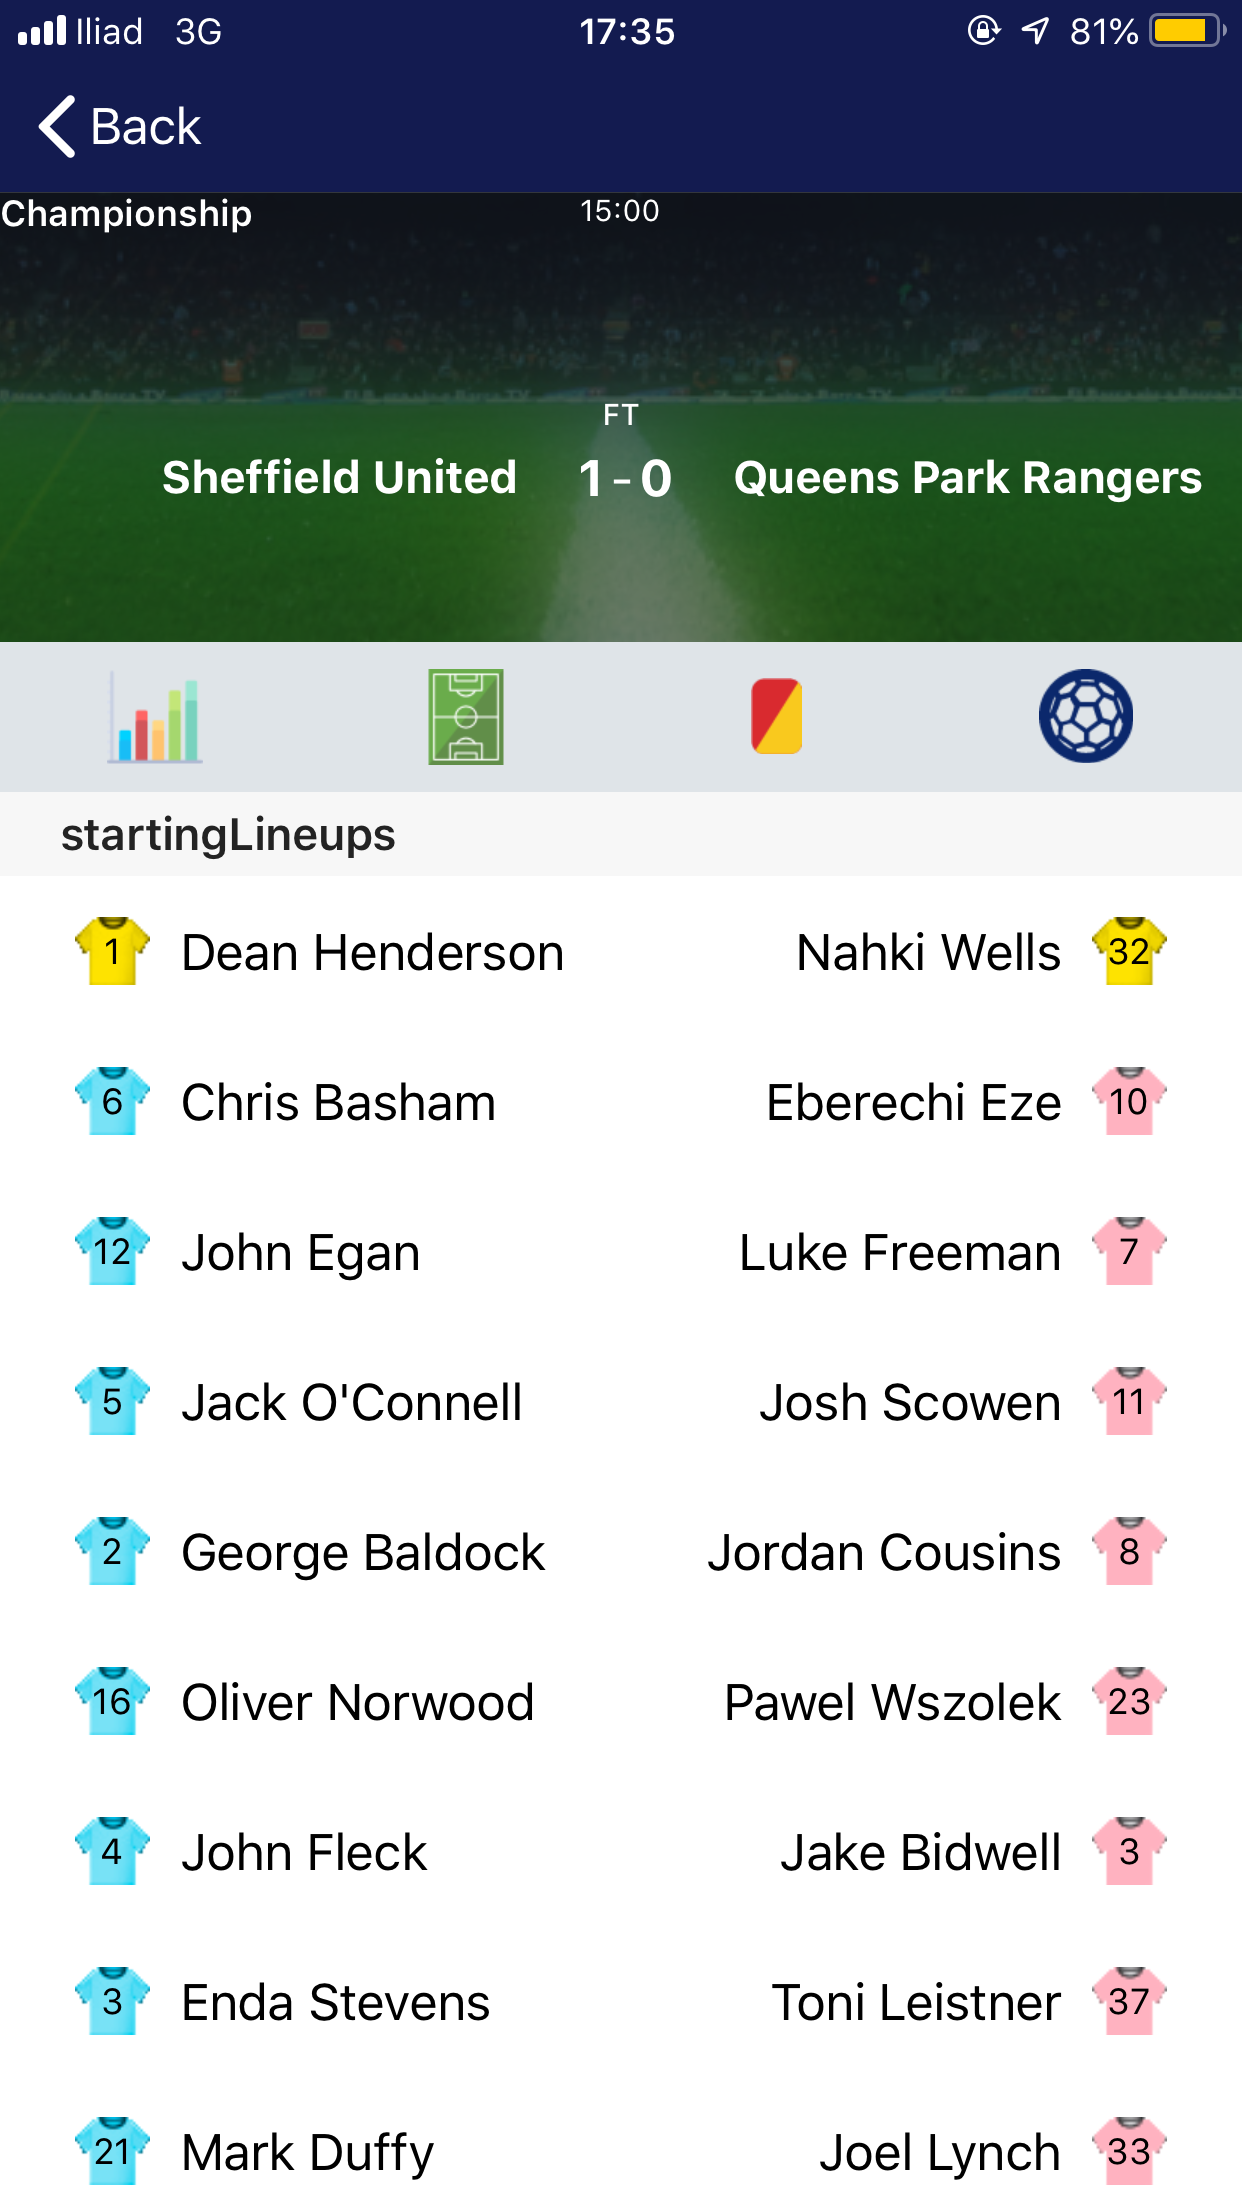 Iliad 3G 17:35 81%
Back
Championship 15:00
FT
Sheffield United 1 - 0 Queens Park Rangers
startingLineups
1 Dean Henderson Nahki Wells 32
6 Chris Basham Eberechi Eze 10
12 John Egan Luke Freeman 7
5 Jack O'Connell Josh Scowen 11
2 George Baldock Jordan Cousins 8
16 Oliver Norwood Pawel Wszolek 23
4 John Fleck Jake Bidwell 3
3 Enda Stevens Toni Leistner 37
21 Mark Duffy Joel Lynch 33